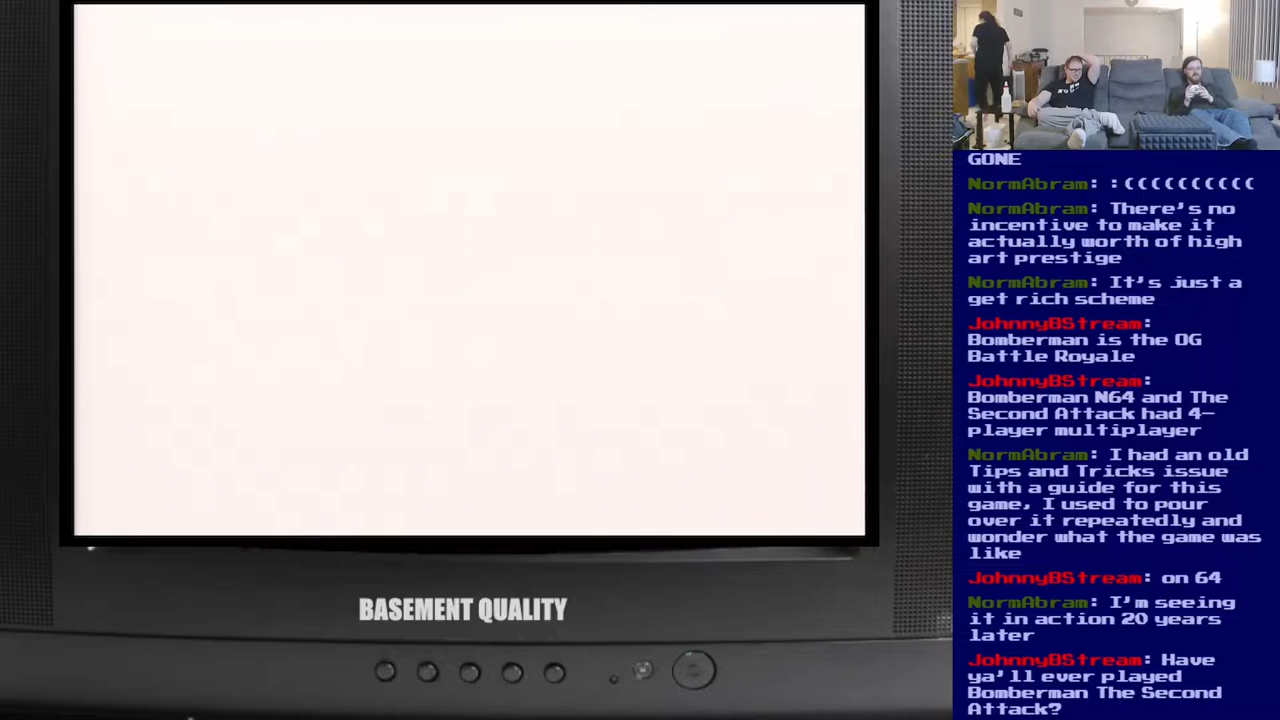 GONE
NormAbram: :((((((((((
NormAbram: There's no
incentive to make it
actually worth of high
art prestige
NormAbram: It's just a
get rich scheme
JohnnyBStream:
Bomberman is the OG
Battle Royale
JohnnyBStream:
Bomberman N64 and The
Second Attack had 4-
player multiplayer
NormAbram: I had an old
Tips and Tricks issue
with a guide for this
game, I used to pour
over it repeatedly and
wonder what the game was
like
JohnnyBStream: on 64
NormAbram: I'm seeing
it in action 20 years
later
JohnnyBStream: Have
ya'll ever played
Bomberman The Second
Attack?
BASEMENT QUALITY